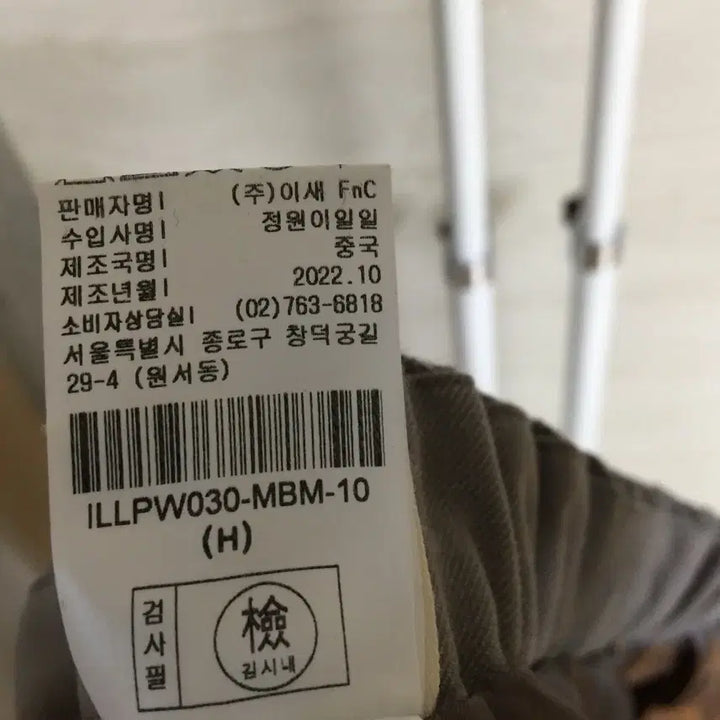 판매자명| (주)이새 FnC
수입사명| 정원이일일
제조국명| 중국
제조년월| 2022.10
소비자상담실| (02)763-6818
서울특별시 종로구 창덕궁길
29-4 (원서동)
ILLPW030-MBM-10
(H)
검사필
檢
김시내